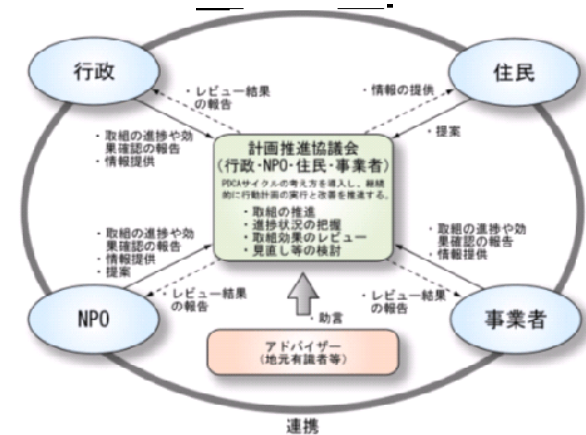 行政
住民
・レビュー結果
の報告
・情報の提供
・取組の進捗や効
果確認の報告
・情報提供
・提案
計画推進協議会
(行政・NPO・住民・事業者)
PDCAサイクルの考え方を導入し、継続
的に行動計画の実行と改善を推進する。
・取組の推進
・進捗状況の把握
・取組効果のレビュー
・見直し等の検討
・取組の進捗や効
果確認の報告
・情報提供
・提案
・取組の進捗や効
果確認の報告
・情報提供
・レビュー結果
の報告
・レビュー結果
の報告
NPO
事業者
・助言
アドバイザー
(地元有識者等)
連携